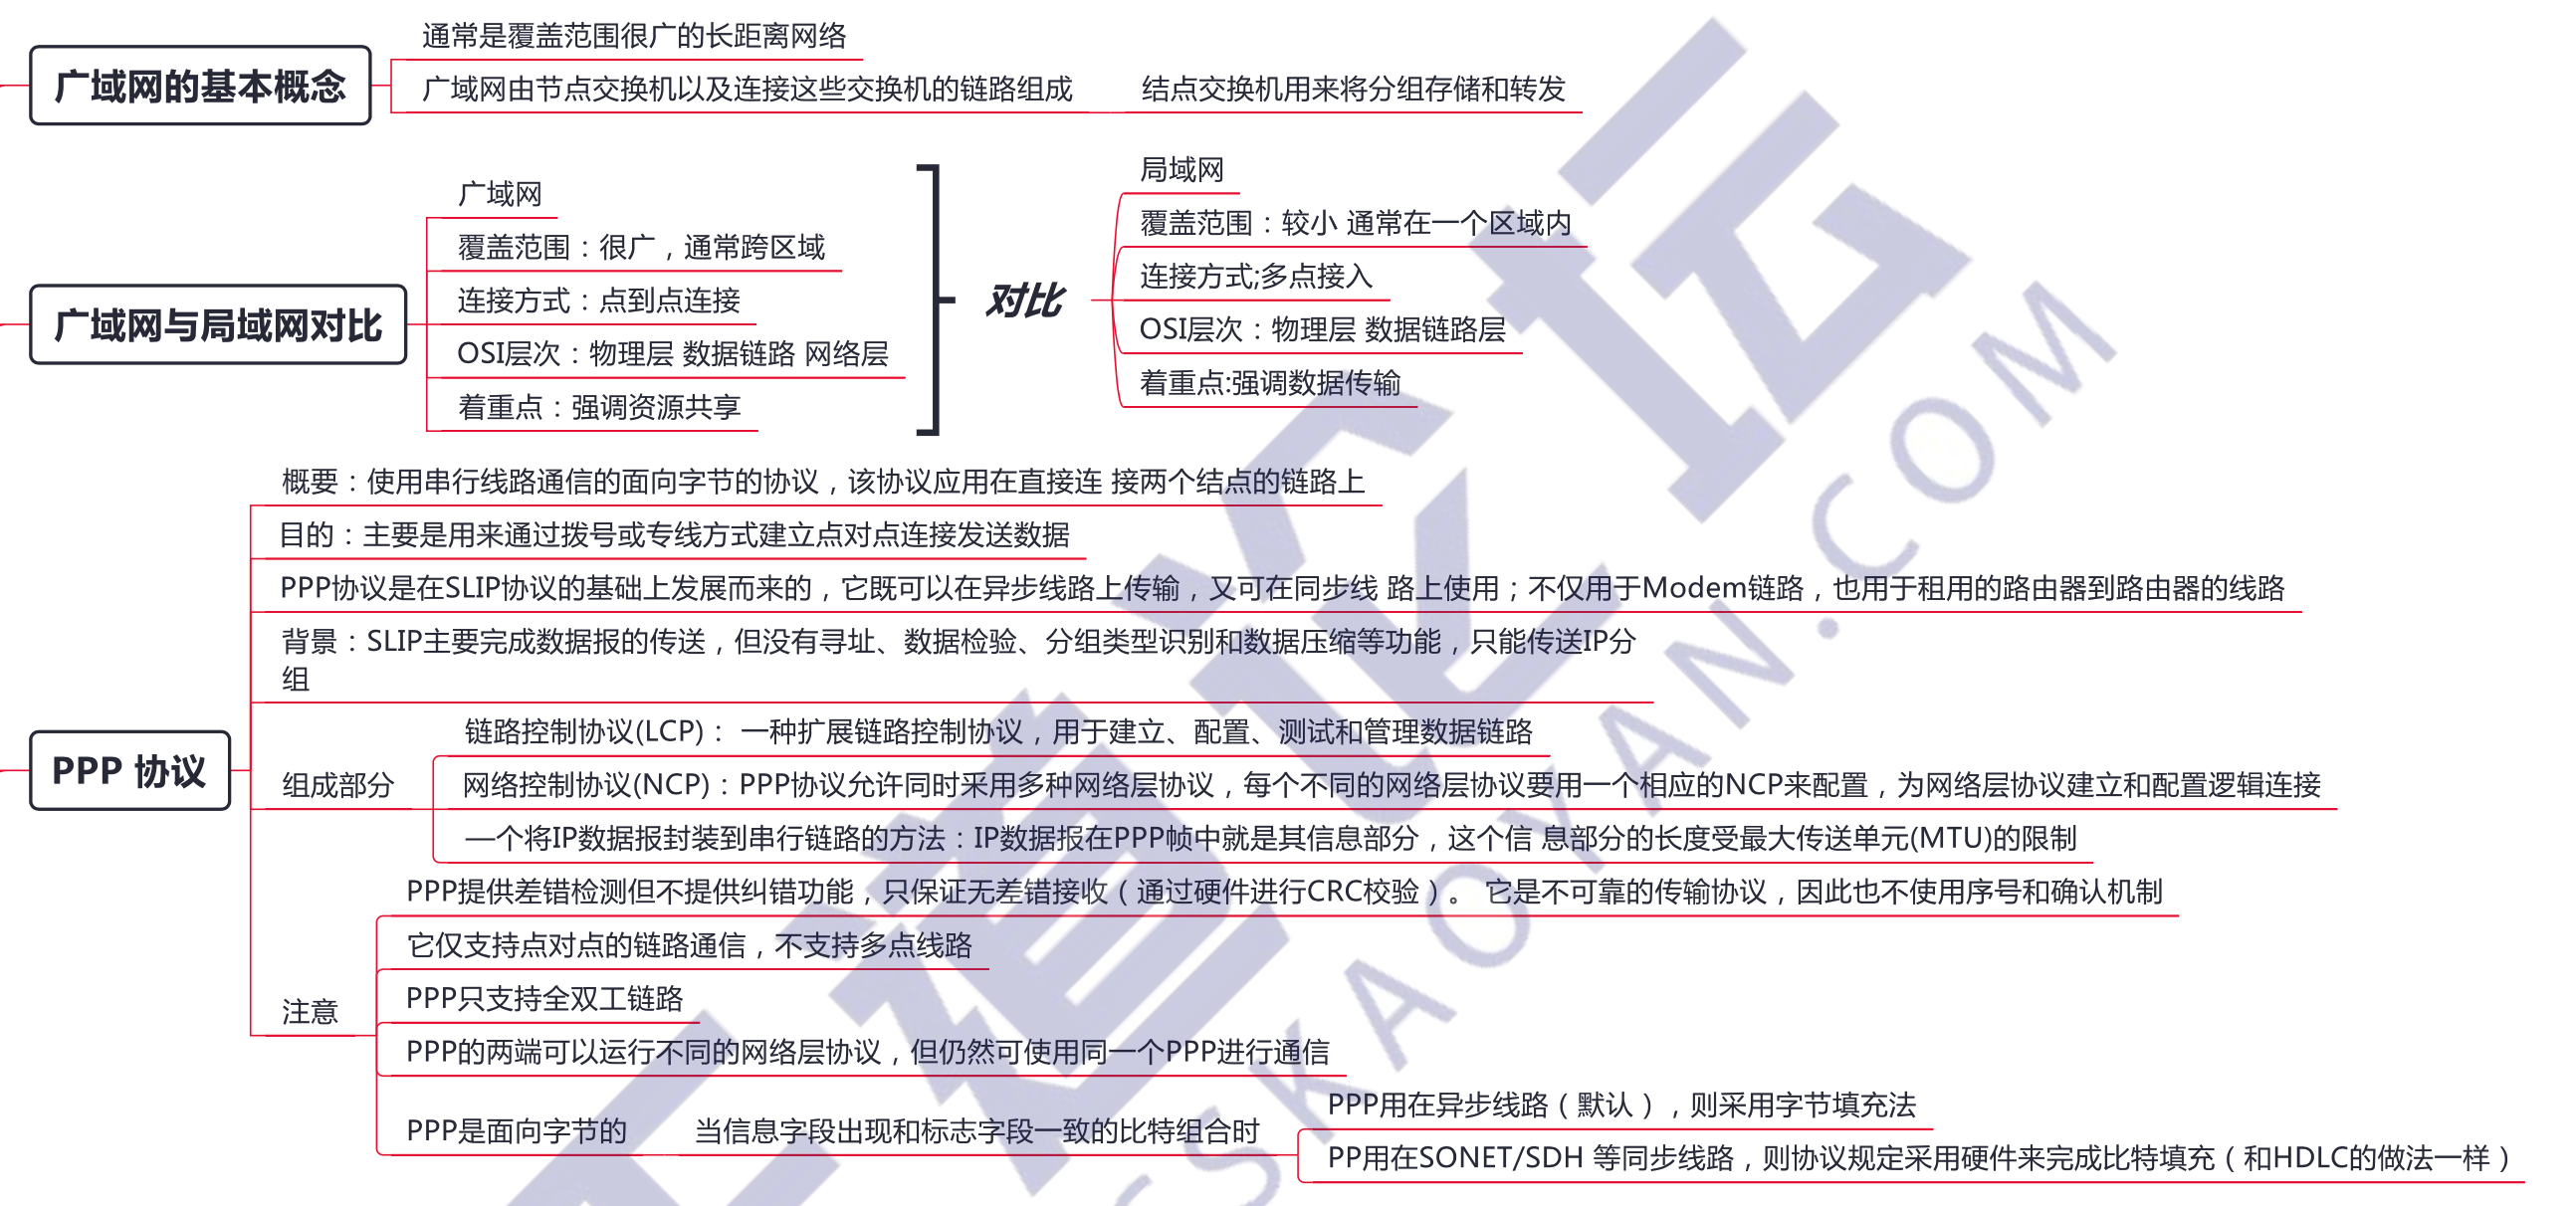 广域网的基本概念
通常是覆盖范围很广的长距离网络
广域网由节点交换机以及连接这些交换机的链路组成
结点交换机用来将分组存储和转发
广域网与局域网对比
广域网
覆盖范围：很广，通常跨区域
连接方式：点到点连接
OSI层次：物理层 数据链路 网络层
着重点：强调资源共享
对比
局域网
覆盖范围：较小 通常在一个区域内
连接方式;多点接入
OSI层次：物理层 数据链路层
着重点:强调数据传输
PPP 协议
概要：使用串行线路通信的面向字节的协议，该协议应用在直接连 接两个结点的链路上
目的：主要是用来通过拨号或专线方式建立点对点连接发送数据
PPP协议是在SLIP协议的基础上发展而来的，它既可以在异步线路上传输，又可在同步线 路上使用；不仅用于Modem链路，也用于租用的路由器到路由器的线路
背景：SLIP主要完成数据报的传送，但没有寻址、数据检验、分组类型识别和数据压缩等功能，只能传送IP分
组
组成部分
链路控制协议(LCP)： 一种扩展链路控制协议，用于建立、配置、测试和管理数据链路
网络控制协议(NCP)：PPP协议允许同时釆用多种网络层协议，每个不同的网络层协议要用一个相应的NCP来配置，为网络层协议建立和配置逻辑连接
—个将IP数据报封装到串行链路的方法：IP数据报在PPP帧中就是其信息部分，这个信 息部分的长度受最大传送单元(MTU)的限制
注意
PPP提供差错检测但不提供纠错功能，只保证无差错接收（通过硬件进行CRC校验）。 它是不可靠的传输协议，因此也不使用序号和确认机制
它仅支持点对点的链路通信，不支持多点线路
PPP只支持全双工链路
PPP的两端可以运行不同的网络层协议，但仍然可使用同一个PPP进行通信
PPP是面向字节的
当信息字段出现和标志字段一致的比特组合时
PPP用在异步线路（默认），则采用字节填充法
PP用在SONET/SDH 等同步线路，则协议规定采用硬件来完成比特填充（和HDLC的做法一样）
道论坛
CSKAOYAN.COM